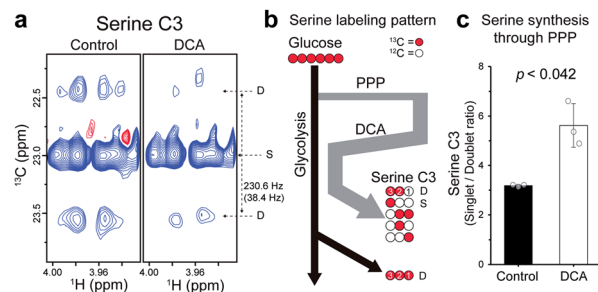 a
Serine C3
Control
DCA
22.5
23.0
23.5
¹³C (ppm)
D
S
D
230.6 Hz
(38.4 Hz)
4.00
3.96
4.00
3.96
¹H (ppm)
¹H (ppm)
b
Serine labeling pattern
Glucose
¹³C =
¹²C =
PPP
DCA
Glycolysis
Serine C3
3 2 1 D
S
3 2 1 D
c
Serine synthesis
through PPP
p < 0.042
Serine C3
(Singlet / Doublet ratio)
8
6
4
2
0
Control
DCA